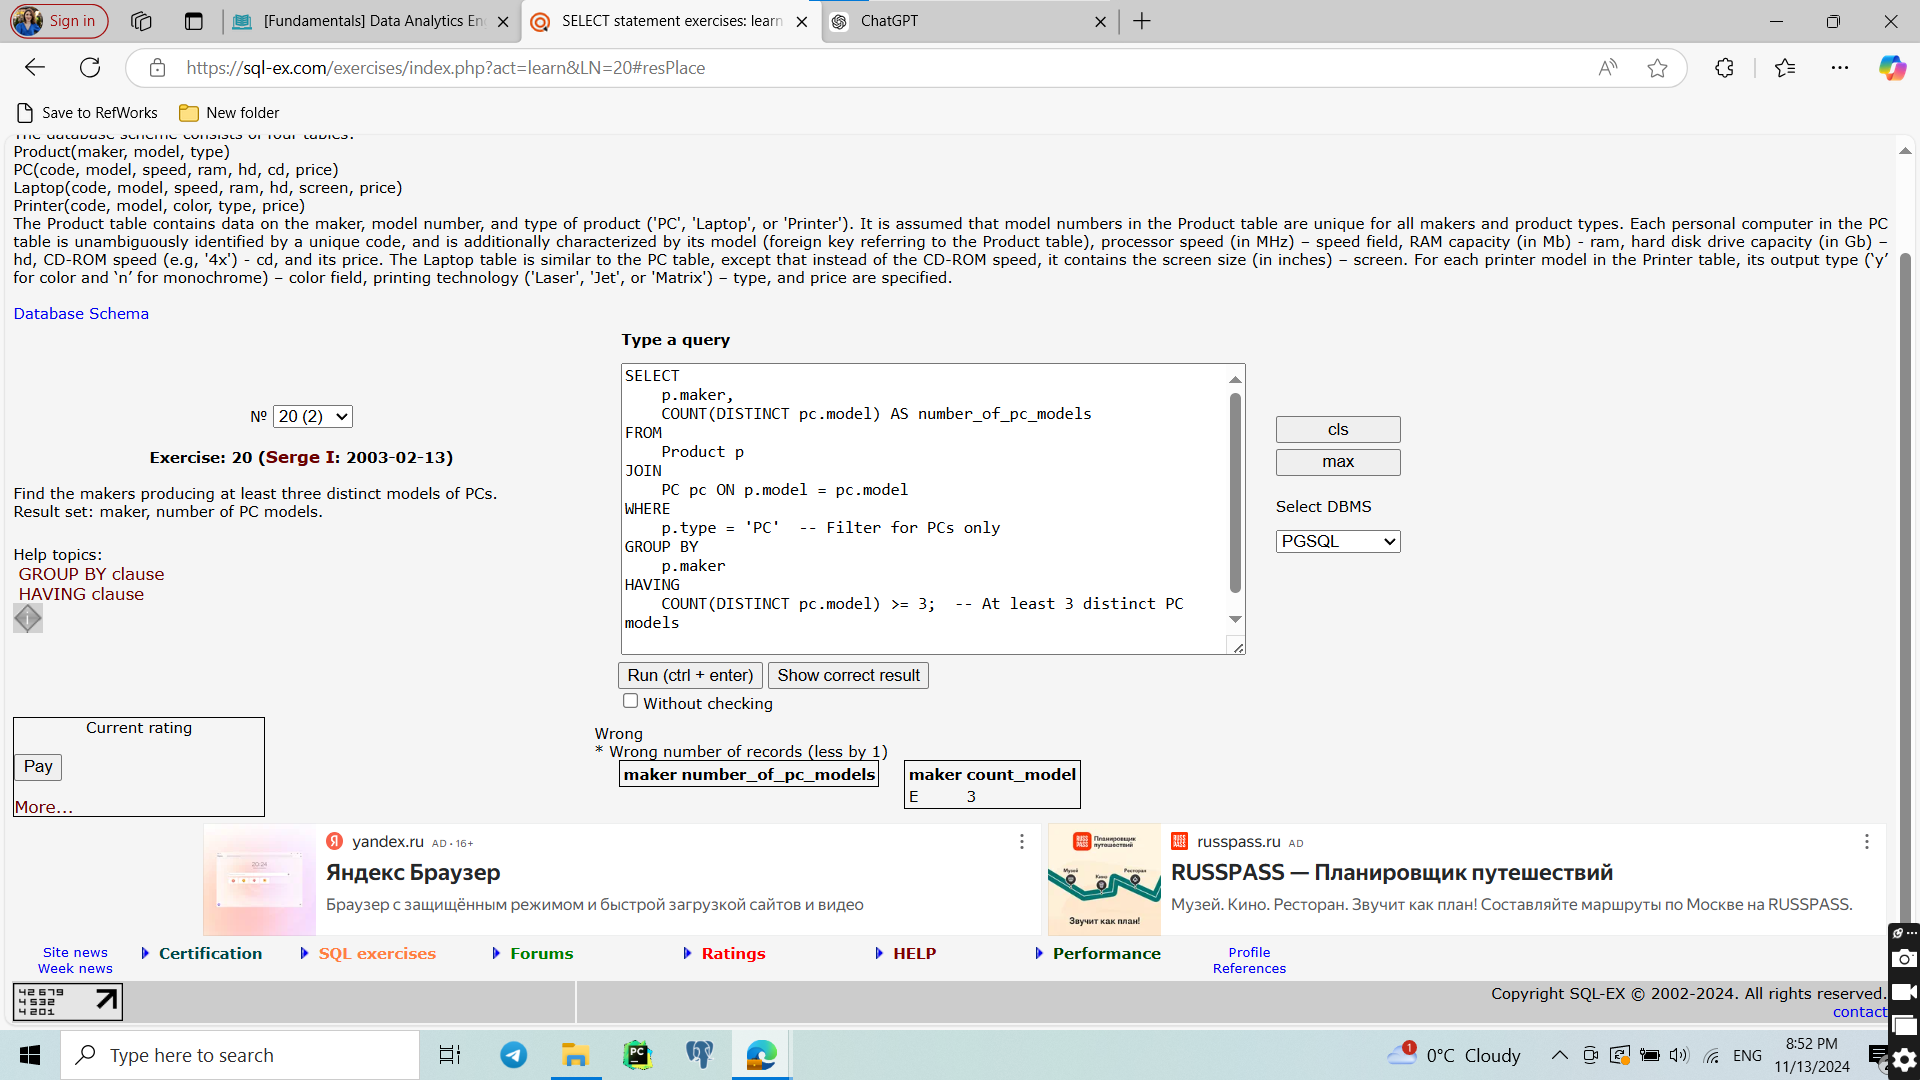 Sign in
[Fundamentals] Data Analytics En
SELECT statement exercises: learn
ChatGPT
https://sql-ex.com/exercises/index.php?act=learn&LN=20#resPlace
Save to RefWorks
New folder
The database scheme consists of four tables:
Product(maker, model, type)
PC(code, model, speed, ram, hd, cd, price)
Laptop(code, model, speed, ram, hd, screen, price)
Printer(code, model, color, type, price)
The Product table contains data on the maker, model number, and type of product ('PC', 'Laptop', or 'Printer'). It is assumed that model numbers in the Product table are unique for all makers and product types. Each personal computer in the PC
table is unambiguously identified by a unique code, and is additionally characterized by its model (foreign key referring to the Product table), processor speed (in MHz) – speed field, RAM capacity (in Mb) - ram, hard disk drive capacity (in Gb) –
hd, CD-ROM speed (e.g, '4x') - cd, and its price. The Laptop table is similar to the PC table, except that instead of the CD-ROM speed, it contains the screen size (in inches) – screen. For each printer model in the Printer table, its output type (‘y’
for color and ‘n’ for monochrome) – color field, printing technology ('Laser', 'Jet', or 'Matrix') – type, and price are specified.
Database Schema
Type a query
SELECT
p.maker,
COUNT(DISTINCT pc.model) AS number_of_pc_models
FROM
Product p
JOIN
PC pc ON p.model = pc.model
WHERE
p.type = 'PC'  -- Filter for PCs only
GROUP BY
p.maker
HAVING
COUNT(DISTINCT pc.model) >= 3;  -- At least 3 distinct PC
models
№ 20 (2)
Exercise: 20 (Serge I: 2003-02-13)
Find the makers producing at least three distinct models of PCs.
Result set: maker, number of PC models.
Help topics:
GROUP BY clause
HAVING clause
cls
max
Select DBMS
PGSQL
Run (ctrl + enter)
Show correct result
Without checking
Current rating
Pay
More...
Wrong
* Wrong number of records (less by 1)
maker number_of_pc_models
maker count_model
E 3
yandex.ru AD · 16+
Яндекс Браузер
Браузер с защищённым режимом и быстрой загрузкой сайтов и видео
Планировщик
путешествий
Музей
Кино
Ресторан
Звучит как план!
russpass.ru AD
RUSSPASS — Планировщик путешествий
Музей. Кино. Ресторан. Звучит как план! Составляйте маршруты по Москве на RUSSPASS.
Site news
Week news
Certification
SQL exercises
Forums
Ratings
HELP
Performance
Profile
References
42 679
4 532
4 201
Copyright SQL-EX © 2002-2024. All rights reserved.
contact
Type here to search
PC
1
0°C Cloudy
ENG
8:52 PM
11/13/2024